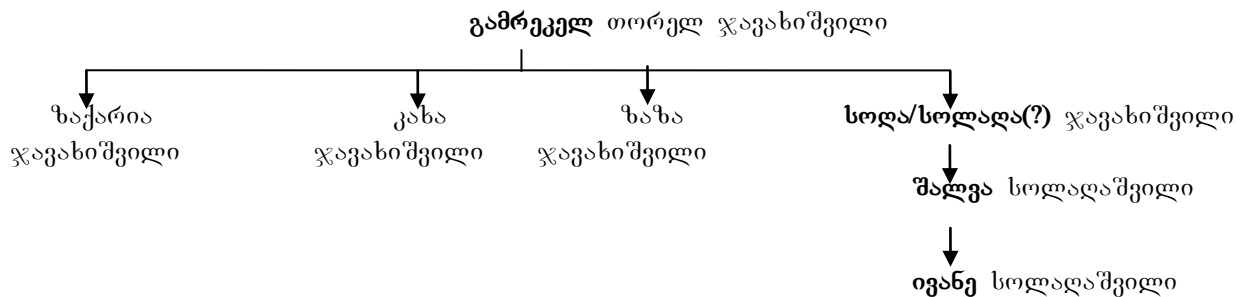 გამრეკელ თორელ ჯავახიშვილი
ზაქარია
ჯავახიშვილი
კახა
ჯავახიშვილი
ზაზა
ჯავახიშვილი
სოღა/სოლაღა(?) ჯავახიშვილი
შალვა სოლაღაშვილი
ივანე სოლაღაშვილი